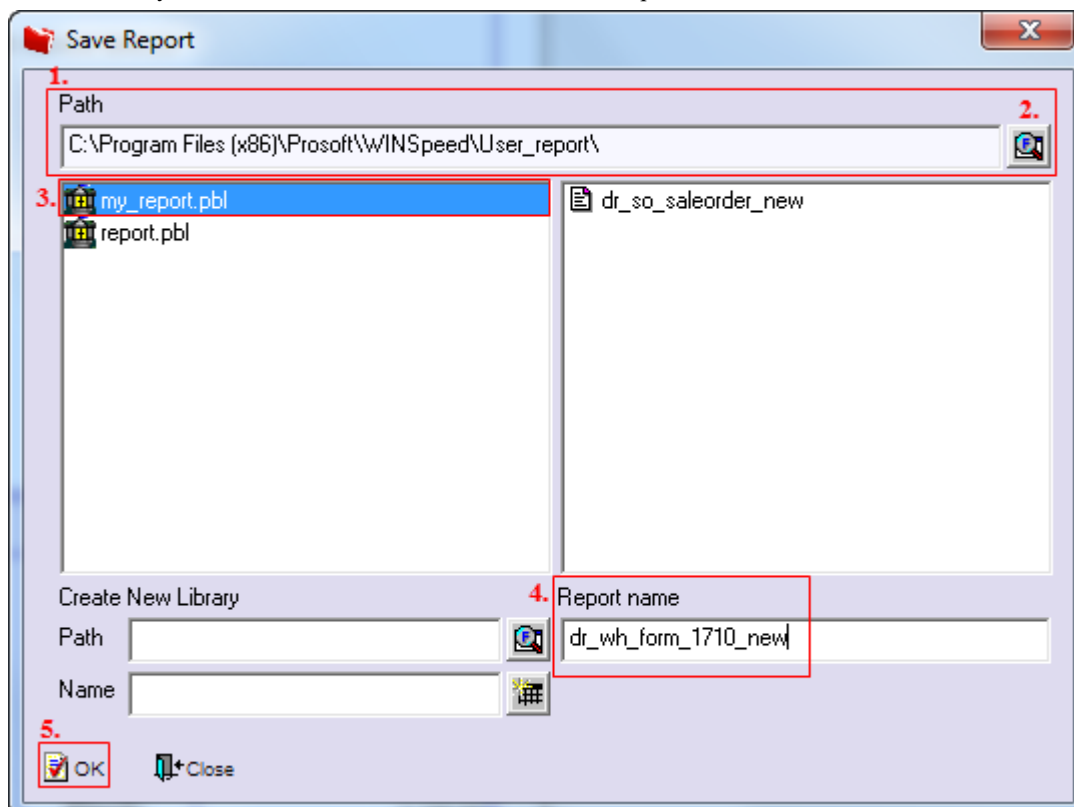 Save Report
1.
Path
2.
C:\Program Files (x86)\Prosoft\WINSpeed\User_report\
3. my_report.pbl
dr_so_saleorder_new
report.pbl
Create New Library
4. Report name
Path
dr_wh_form_1710_new
Name
5.
OK
Close